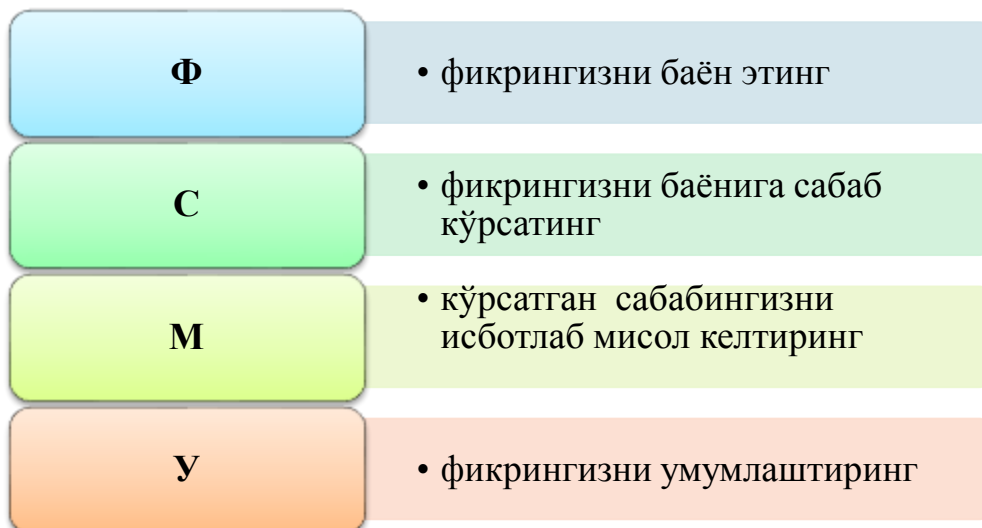 Ф
• фикрингизни баён этинг
С
• фикрингизни баёнига сабаб
кўрсатинг
М
• кўрсатган сабабингизни
исботлаб мисол келтиринг
У
• фикрингизни умумлаштиринг